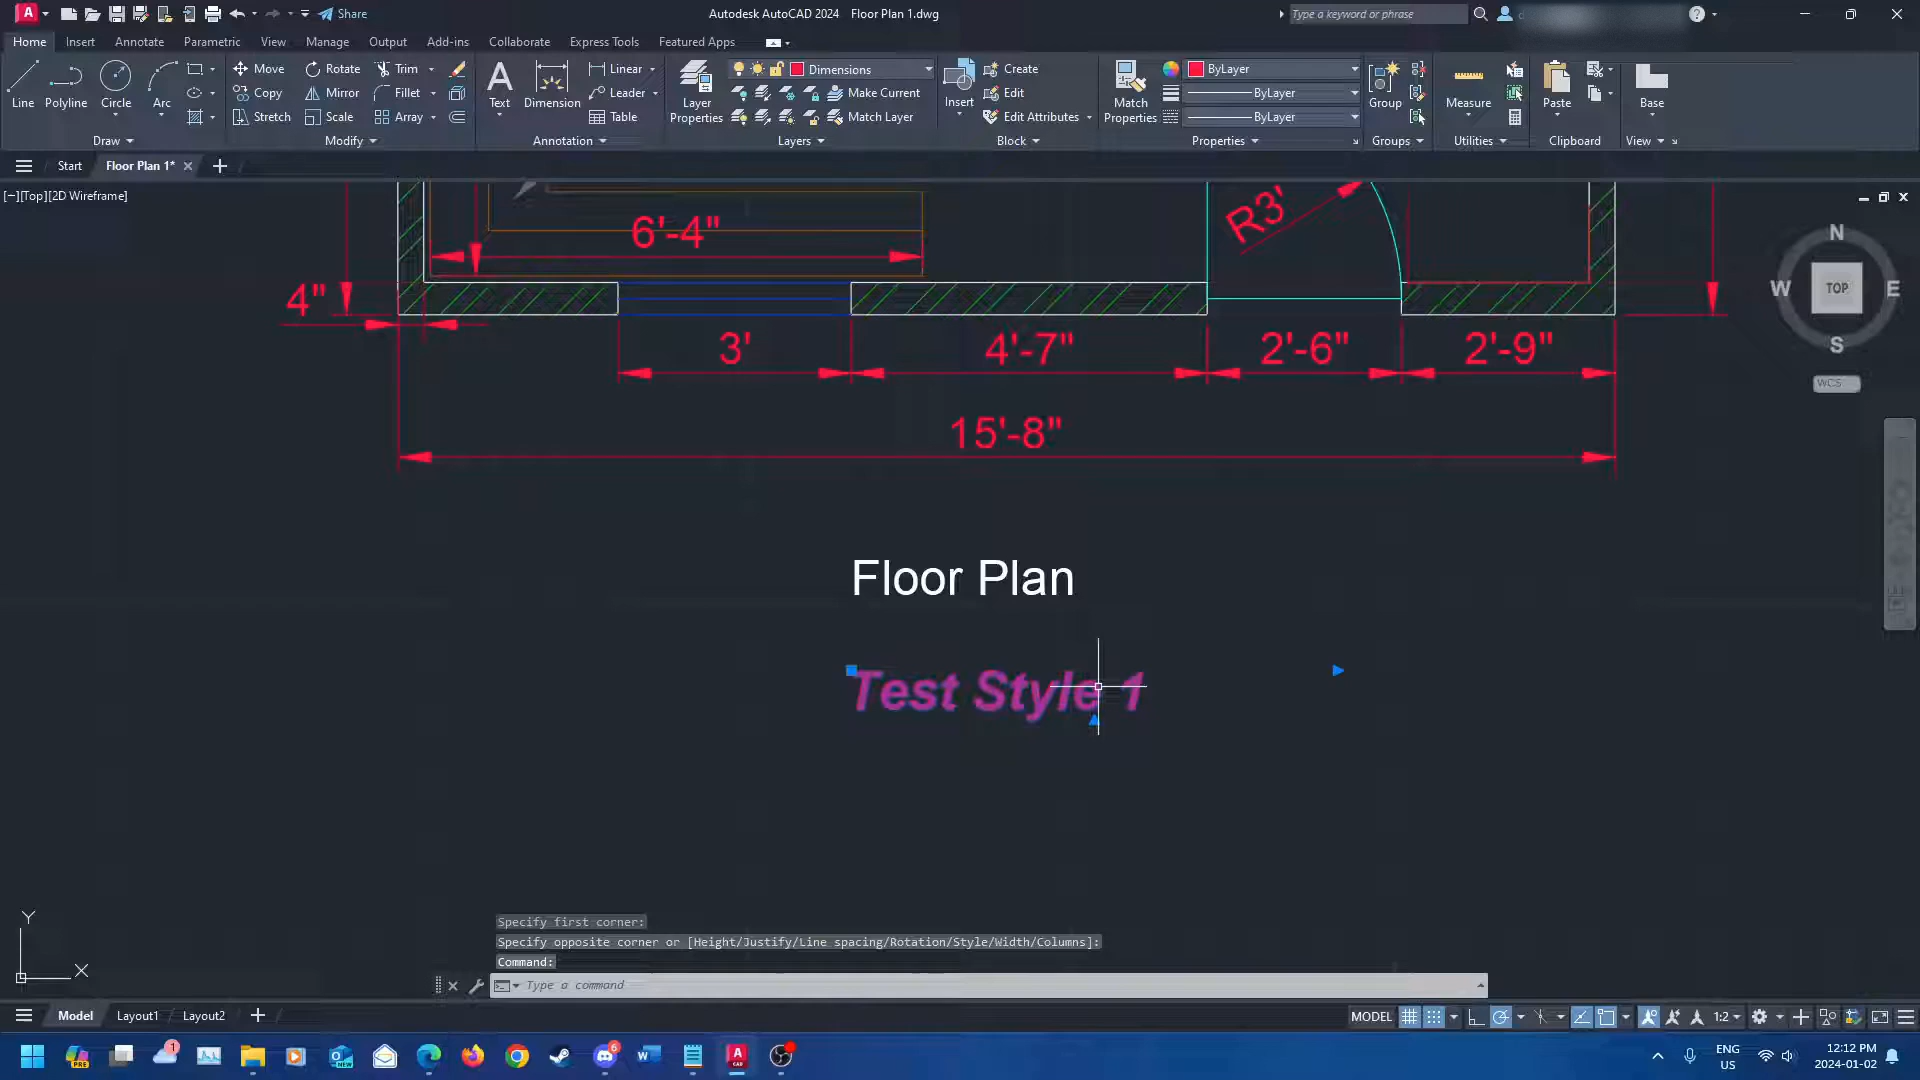 Share
Autodesk AutoCAD 2024 Floor Plan 1.dwg
Type a keyword or phrase
Home Insert Annotate Parametric View Manage Output Add-ins Collaborate Express Tools Featured Apps
Line Polyline Circle Arc
Move Rotate Trim
Copy Mirror Fillet
Stretch Scale Array
Text Dimension
Linear
Leader
Table
Layer Properties
Dimensions
Make Current
Match Layer
Insert
Create
Edit
Edit Attributes
Match Properties
ByLayer
ByLayer
ByLayer
Group
Measure
Paste
Base
Draw Modify Annotation Layers Block Properties Groups Utilities Clipboard View
Start Floor Plan 1*
[−][Top][2D Wireframe]
N
W TOP E
S
WCS
6'-4"
R3'
4"
3' 4'-7" 2'-6" 2'-9"
15'-8"
Floor Plan
Test Style 1
Y
X
Specify first corner:
Specify opposite corner or [Height/Justify/Line spacing/Rotation/Style/Width/Columns]:
Command:
Type a command
Model Layout1 Layout2
MODEL 1:2
PRE
1
NEW
6
W
A
CAD
ENG
US
12:12 PM
2024-01-02